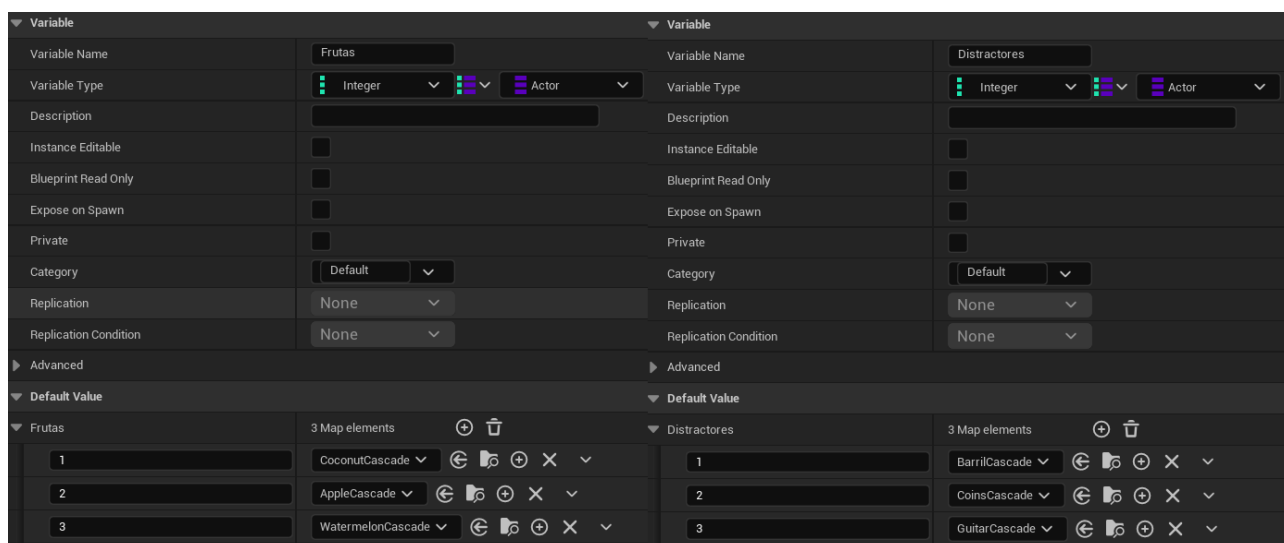 Variable
Variable Name Frutas
Variable Type Integer Actor
Description
Instance Editable
Blueprint Read Only
Expose on Spawn
Private
Category Default
Replication None
Replication Condition None
Advanced
Default Value
Frutas 3 Map elements
1 CoconutCascade
2 AppleCascade
3 WatermelonCascade
Variable
Variable Name Distractores
Variable Type Integer Actor
Description
Instance Editable
Blueprint Read Only
Expose on Spawn
Private
Category Default
Replication None
Replication Condition None
Advanced
Default Value
Distractores 3 Map elements
1 BarrilCascade
2 CoinsCascade
3 GuitarCascade